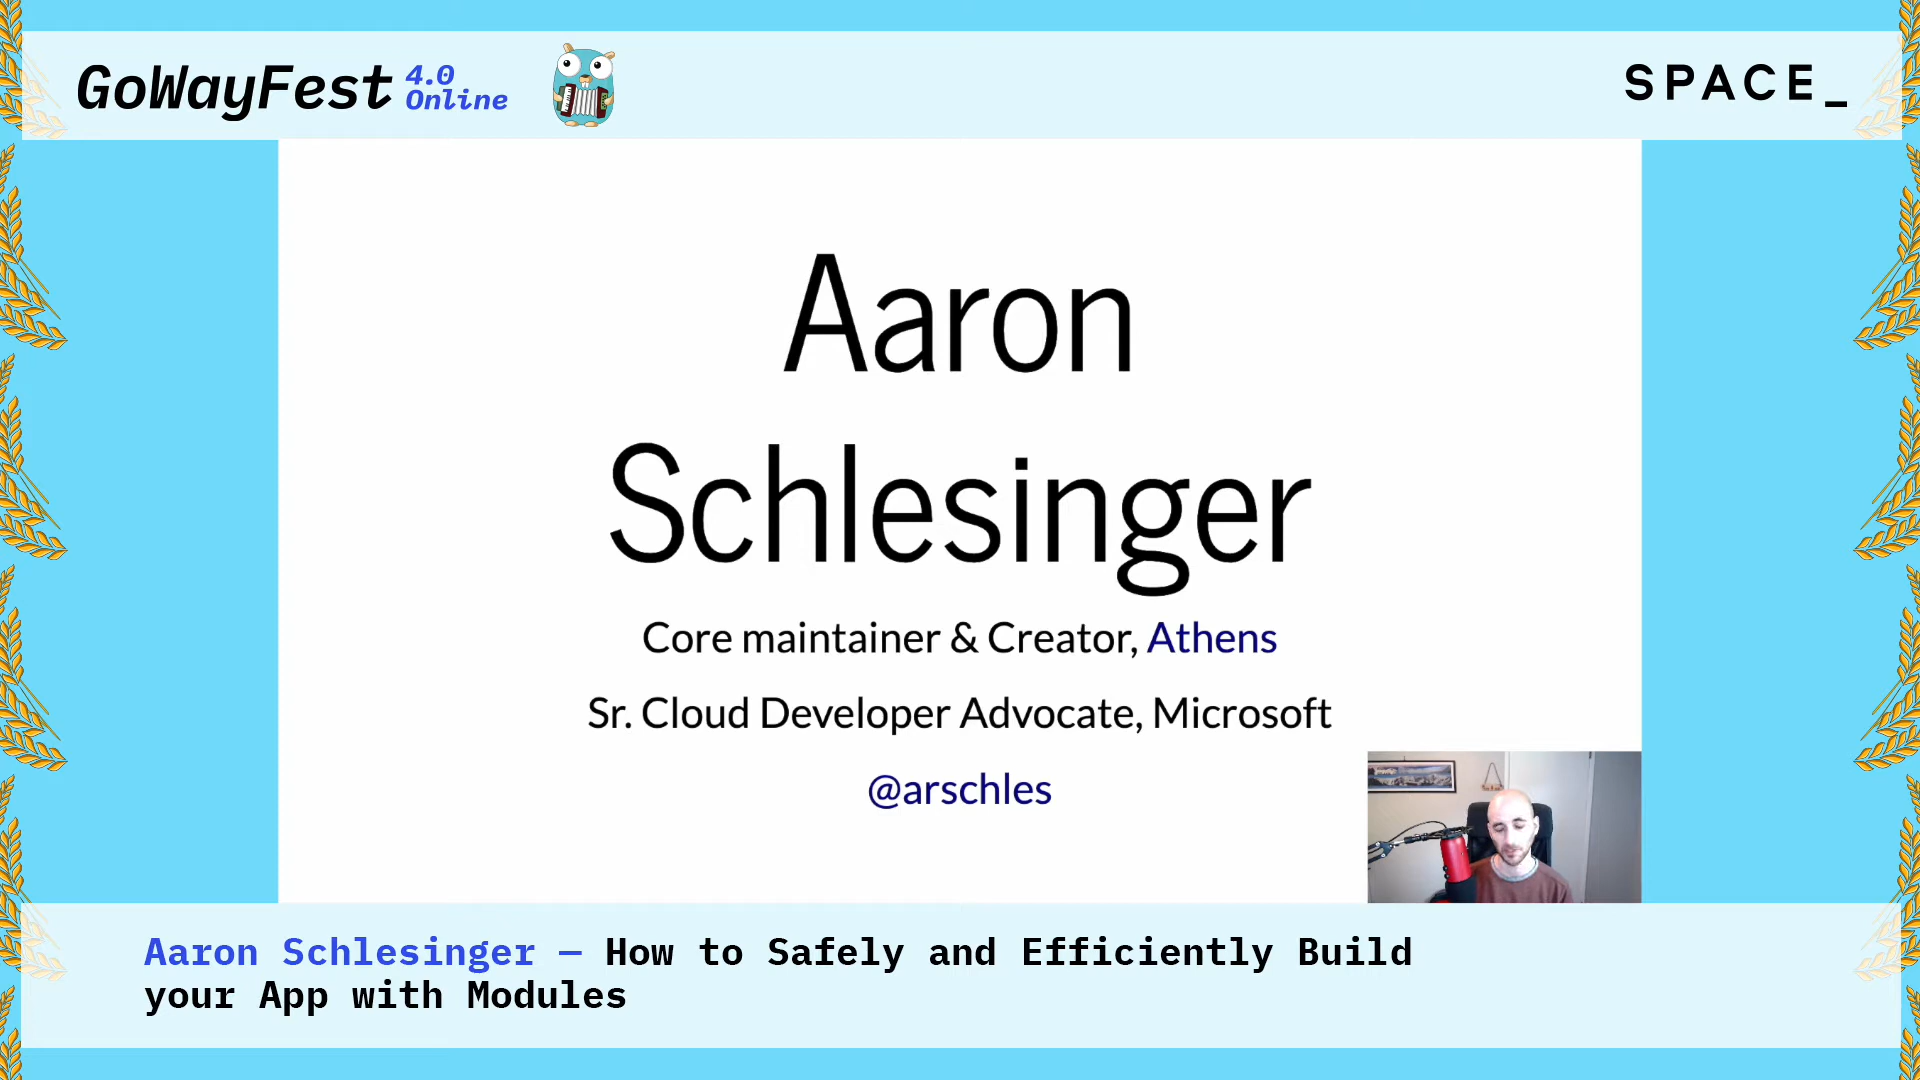 GoWayFest
4.0
Online
SPACE_
Aaron
Schlesinger
Core maintainer & Creator, Athens
Sr. Cloud Developer Advocate, Microsoft
@arschles
Aaron Schlesinger — How to Safely and Efficiently Build
your App with Modules